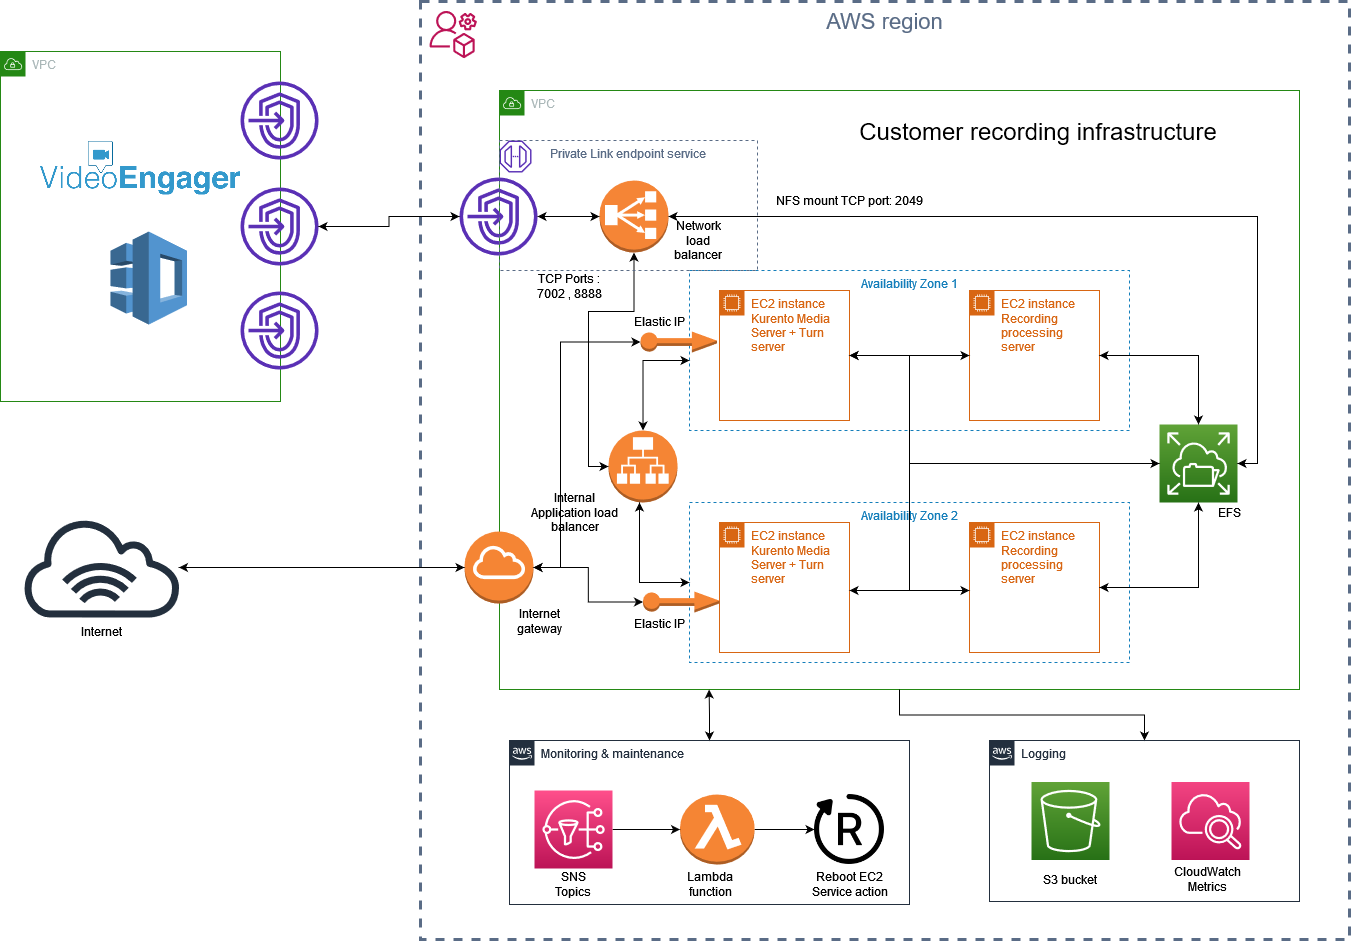 AWS region
VPC
VideoEngager
VPC
Customer recording infrastructure
Private Link endpoint service
NFS mount TCP port: 2049
Network
load
balancer
TCP Ports :
7002 , 8888
Availability Zone 1
Elastic IP
EC2 instance
Kurento Media
Server + Turn
server
EC2 instance
Recording
processing
server
Internal
Application load
balancer
EFS
Availability Zone 2
EC2 instance
Kurento Media
Server + Turn
server
EC2 instance
Recording
processing
server
Internet
Internet
gateway
Elastic IP
aws
Monitoring & maintenance
SNS
Topics
Lambda
function
R
Reboot EC2
Service action
aws
Logging
S3 bucket
CloudWatch
Metrics